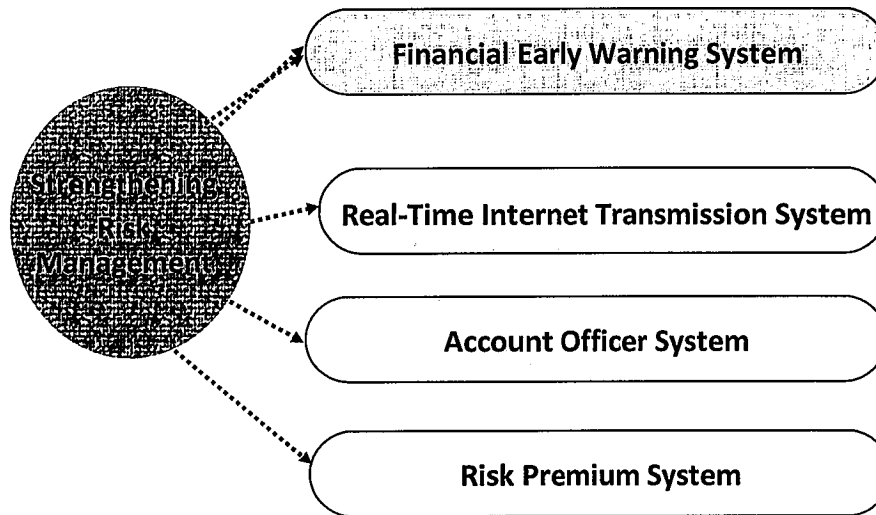 Financial Early Warning System
Strengthening
Risk
Management
Real-Time Internet Transmission System
Account Officer System
Risk Premium System